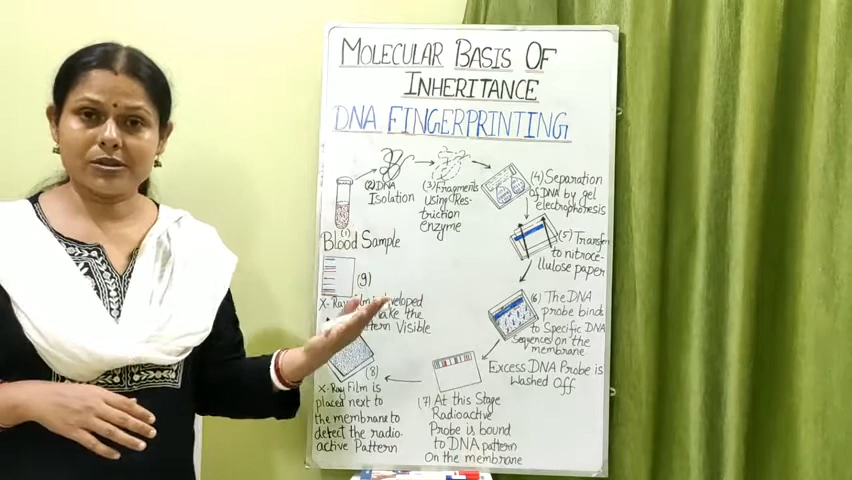 MOLECULAR BASIS OF
INHERITANCE
DNA FINGERPRINTING
(1)
Blood Sample
(2) DNA
Isolation
(3) Fragments
Using Res-
triction
enzyme
(4) Separation
of DNA by gel
electrophoresis
(5) Transfer
to nitroce-
llulose paper
(6) The DNA
probe binds
to Specific DNA
Sequences on the
membrane
Excess DNA Probe is
Washed Off
(7) At this Stage
Radioactive
Probe is bound
to DNA pattern
On the membrane
(8)
X-Ray Film is
placed next to
the membrane to
detect the radio-
active Pattern
(9)
X-Ray Film is
make the
Pattern Visible